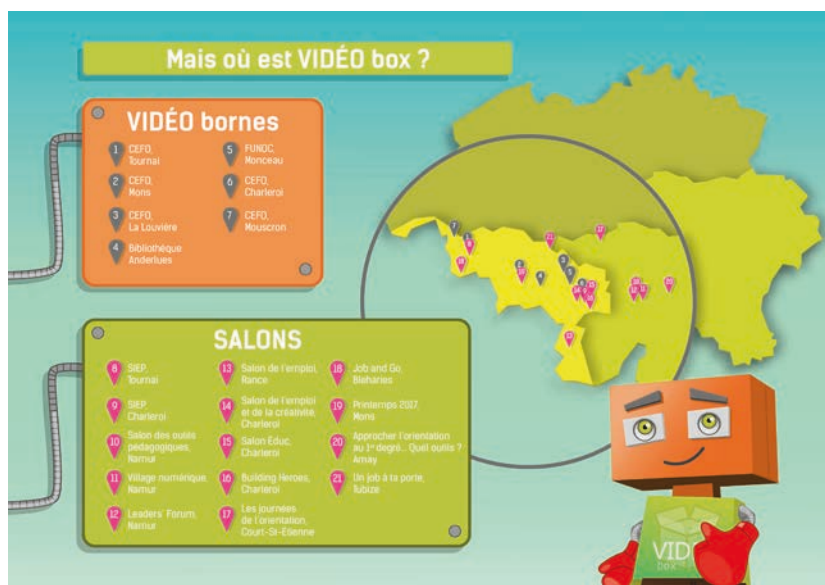 Mais où est VIDÉO box ?
VIDÉO bornes
1
CEFO,
Tournai
2
CEFO,
Mons
3
CEFO,
La Louvière
4
Bibliothèque
Anderlues
5
FUNOC,
Monceau
6
CEFO,
Charleroi
7
CEFO,
Mouscron
SALONS
8
SIEP,
Tournai
9
SIEP,
Charleroi
10
Salon des outils
pédagogiques,
Namur
11
Village numérique,
Namur
12
Leaders' Forum,
Namur
13
Salon de l'emploi,
Rance
14
Salon de l'emploi
et de la créativité,
Charleroi
15
Salon Educ,
Charleroi
16
Building Heroes,
Charleroi
17
Les journées
de l'orientation,
Court-St-Etienne
18
Job and Go,
Bleharies
19
Printemps 2017,
Mons
20
Approcher l'orientation
au 1er degré... Quel outils ?
Amay
21
Un job à ta porte,
Tubize